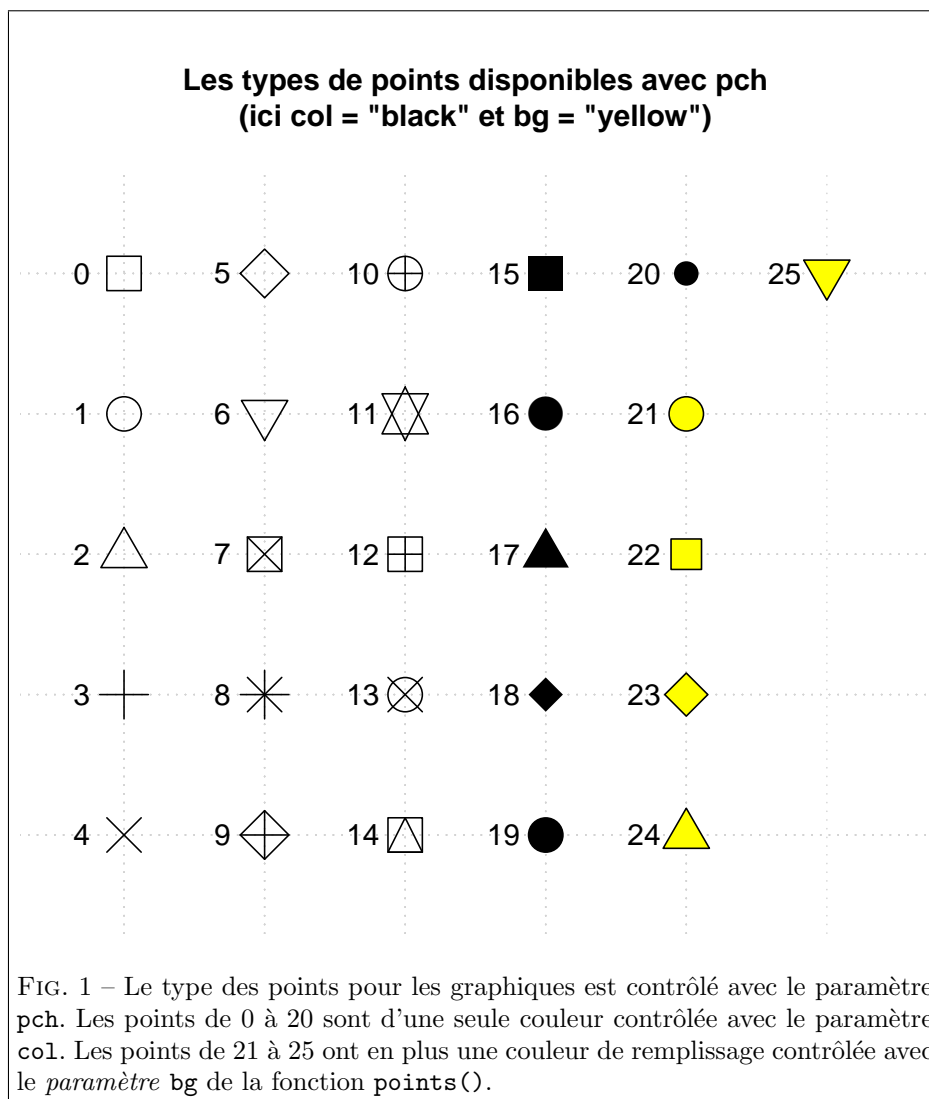 Les types de points disponibles avec pch
(ici col = "black" et bg = "yellow")
0 5 10 15 20 25
1 6 11 16 21
2 7 12 17 22
3 8 13 18 23
4 9 14 19 24
FIG. 1 – Le type des points pour les graphiques est contrôlé avec le paramètre
pch. Les points de 0 à 20 sont d'une seule couleur contrôlée avec le paramètre
col. Les points de 21 à 25 ont en plus une couleur de remplissage contrôlée avec
le paramètre bg de la fonction points().